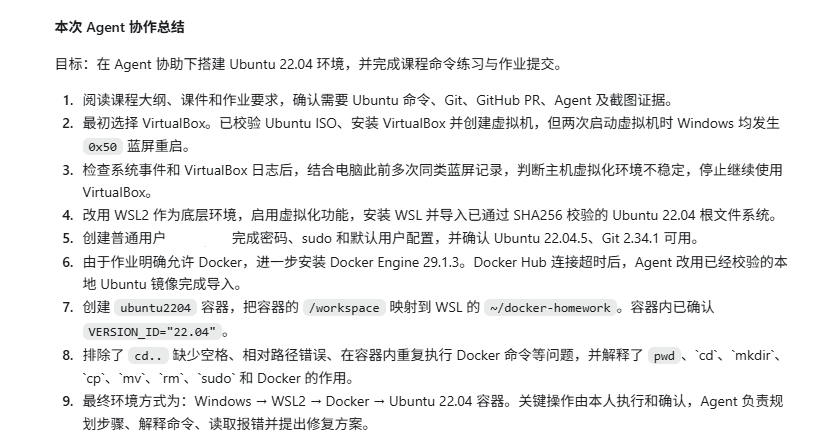 本次 Agent 协作总结
目标：在 Agent 协助下搭建 Ubuntu 22.04 环境，并完成课程命令练习与作业提交。
1. 阅读课程大纲、课件和作业要求，确认需要 Ubuntu 命令、Git、GitHub PR、Agent 及截图证据。
2. 最初选择 VirtualBox。已校验 Ubuntu ISO、安装 VirtualBox 并创建虚拟机，但两次启动虚拟机时 Windows 均发生
0x50 蓝屏重启。
3. 检查系统事件和 VirtualBox 日志后，结合电脑此前多次同类蓝屏记录，判断主机虚拟化环境不稳定，停止继续使用
VirtualBox。
4. 改用 WSL2 作为底层环境，启用虚拟化功能，安装 WSL 并导入已通过 SHA256 校验的 Ubuntu 22.04 根文件系统。
5. 创建普通用户 完成密码、sudo 和默认用户配置，并确认 Ubuntu 22.04.5、Git 2.34.1 可用。
6. 由于作业明确允许 Docker，进一步安装 Docker Engine 29.1.3。Docker Hub 连接超时后，Agent 改用已经校验的本
地 Ubuntu 镜像完成导入。
7. 创建 ubuntu2204 容器，把容器的 /workspace 映射到 WSL 的 ~/docker-homework。容器内已确认
VERSION_ID="22.04"。
8. 排除了 cd.. 缺少空格、相对路径错误、在容器内重复执行 Docker 命令等问题，并解释了 pwd、`cd`、`mkdir`、
`cp`、`mv`、`rm`、`sudo` 和 Docker 的作用。
9. 最终环境方式为：Windows → WSL2 → Docker → Ubuntu 22.04 容器。关键操作由本人执行和确认，Agent 负责规
划步骤、解释命令、读取报错并提出修复方案。